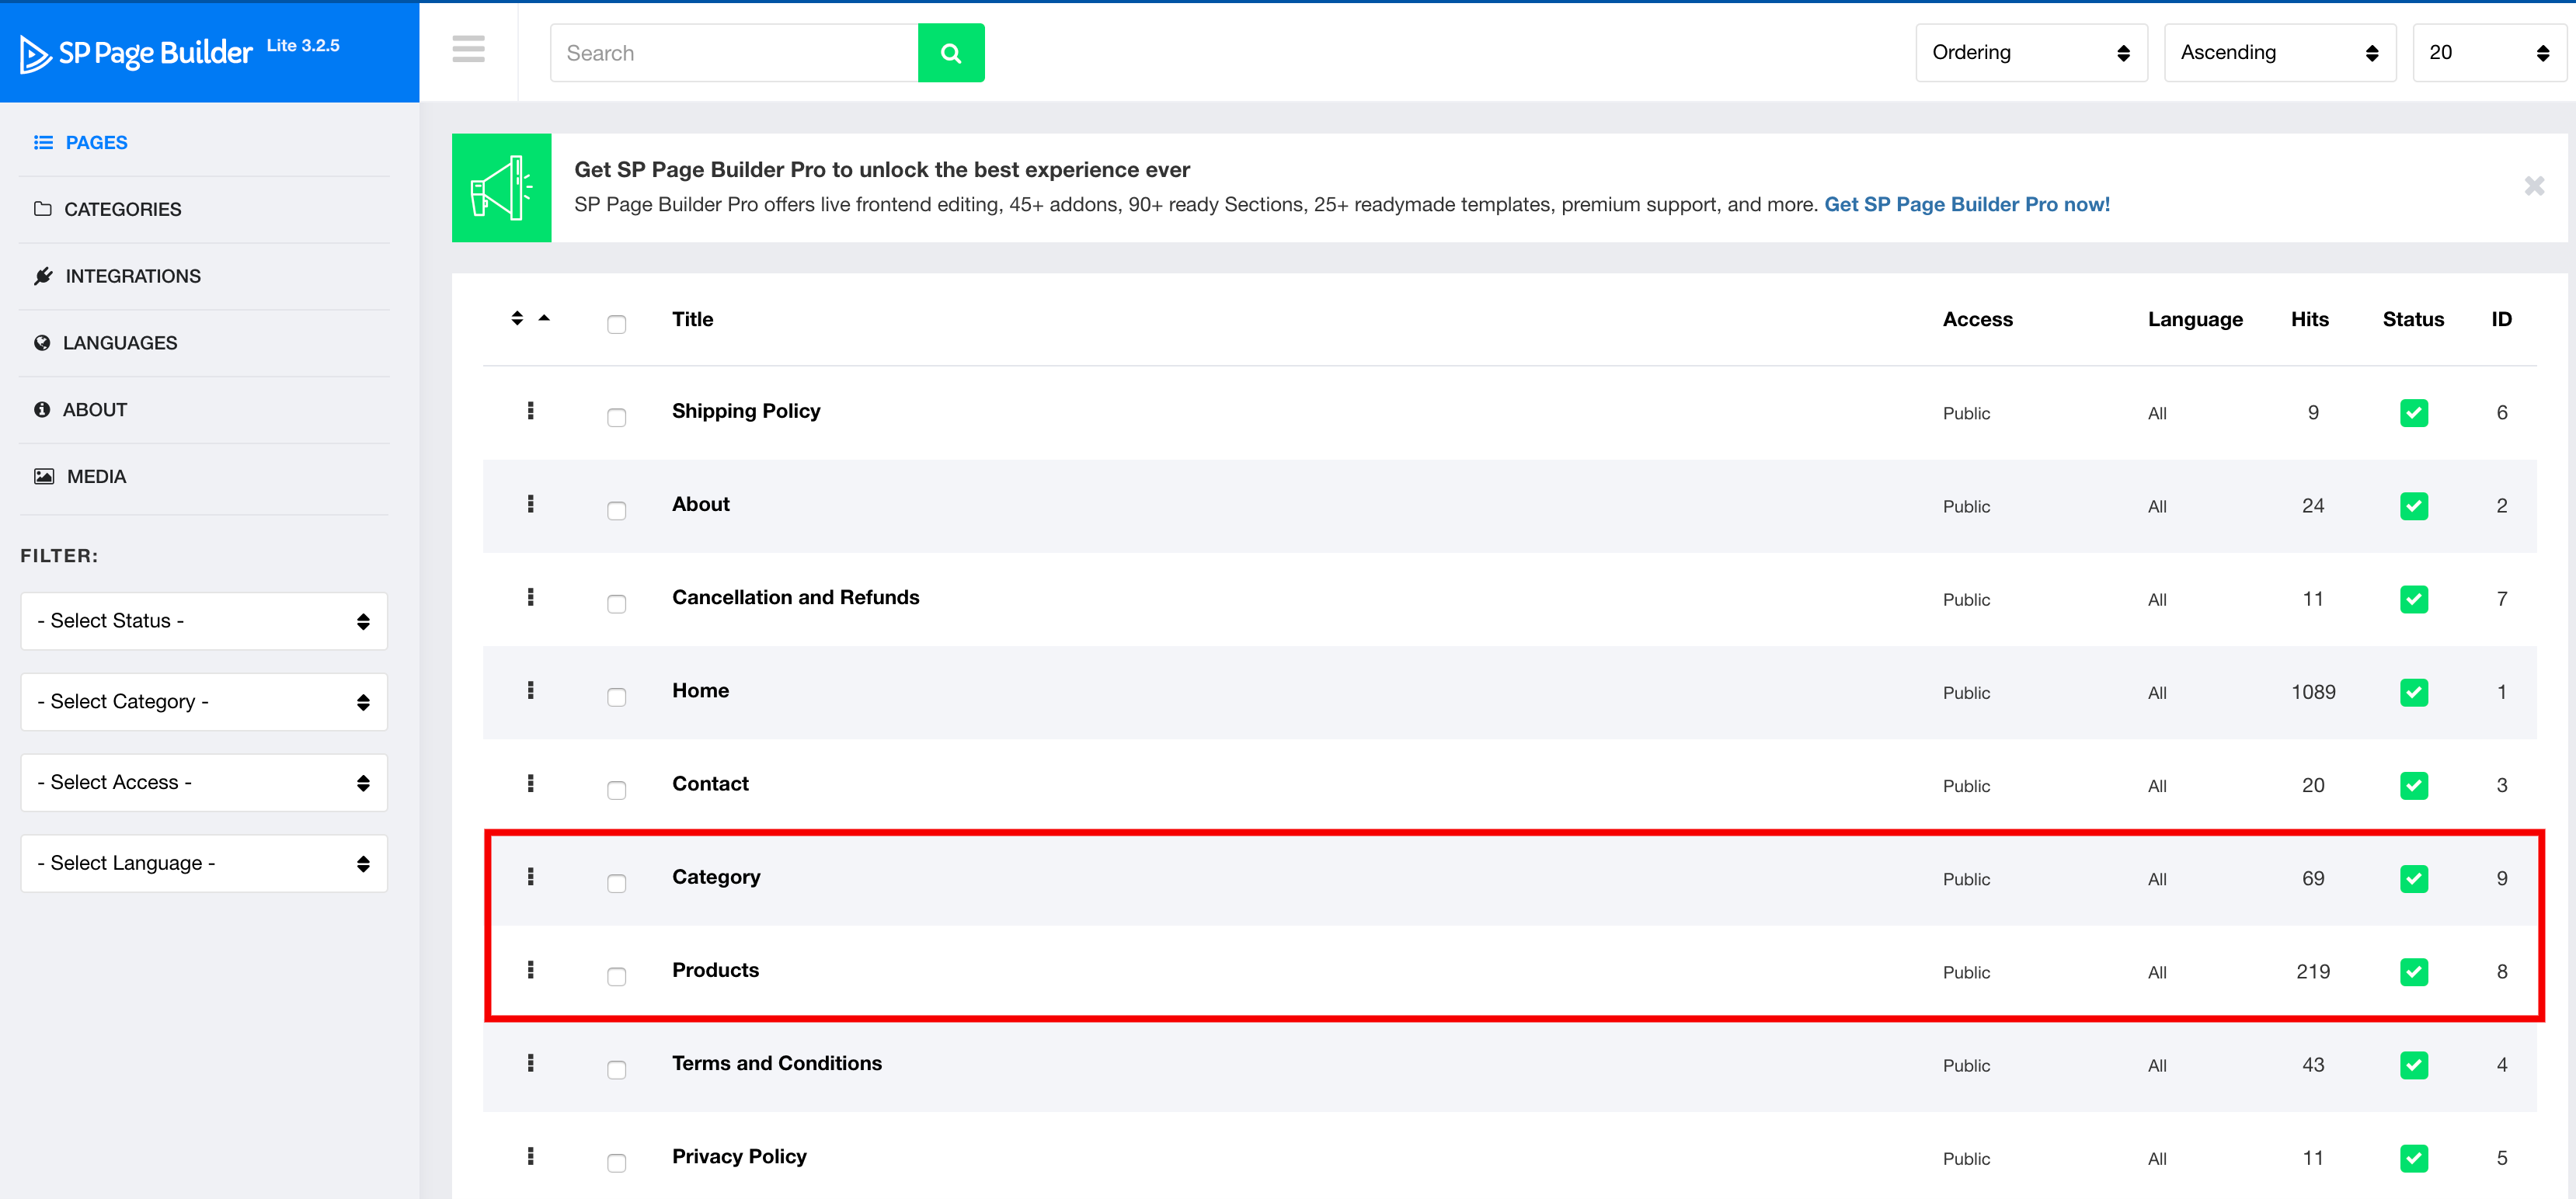 SP Page Builder Lite 3.2.5
Search
Ordering
Ascending
20
PAGES
CATEGORIES
INTEGRATIONS
LANGUAGES
ABOUT
MEDIA
FILTER:
- Select Status -
- Select Category -
- Select Access -
- Select Language -
Get SP Page Builder Pro to unlock the best experience ever
SP Page Builder Pro offers live frontend editing, 45+ addons, 90+ ready Sections, 25+ readymade templates, premium support, and more. Get SP Page Builder Pro now!
Title Access Language Hits Status ID
Shipping Policy Public All 9 6
About Public All 24 2
Cancellation and Refunds Public All 11 7
Home Public All 1089 1
Contact Public All 20 3
Category Public All 69 9
Products Public All 219 8
Terms and Conditions Public All 43 4
Privacy Policy Public All 11 5